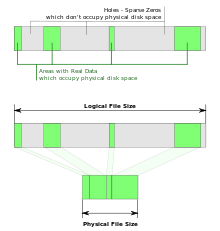 Holes - Sparse Zeros
which don't occupy physical disk space
Areas with Real Data
which occupy physical disk space
Logical File Size
Physical File Size